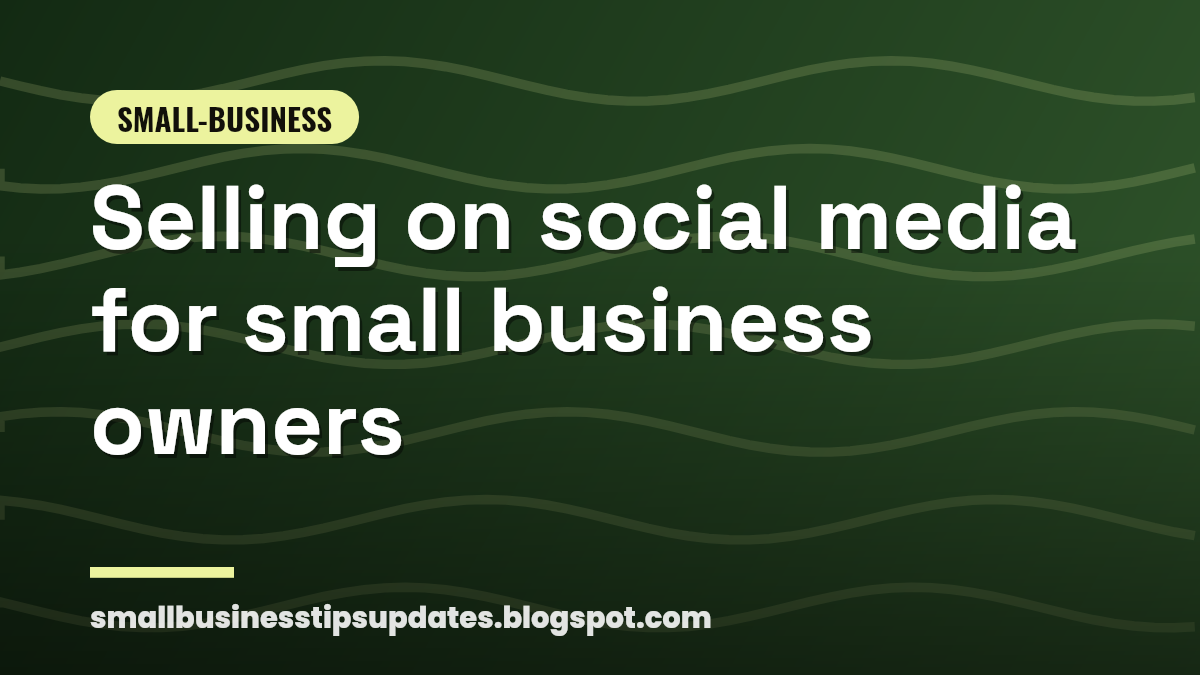 SMALL-BUSINESS
Selling on social media
for small business
owners
smallbusinesstipsupdates.blogspot.com